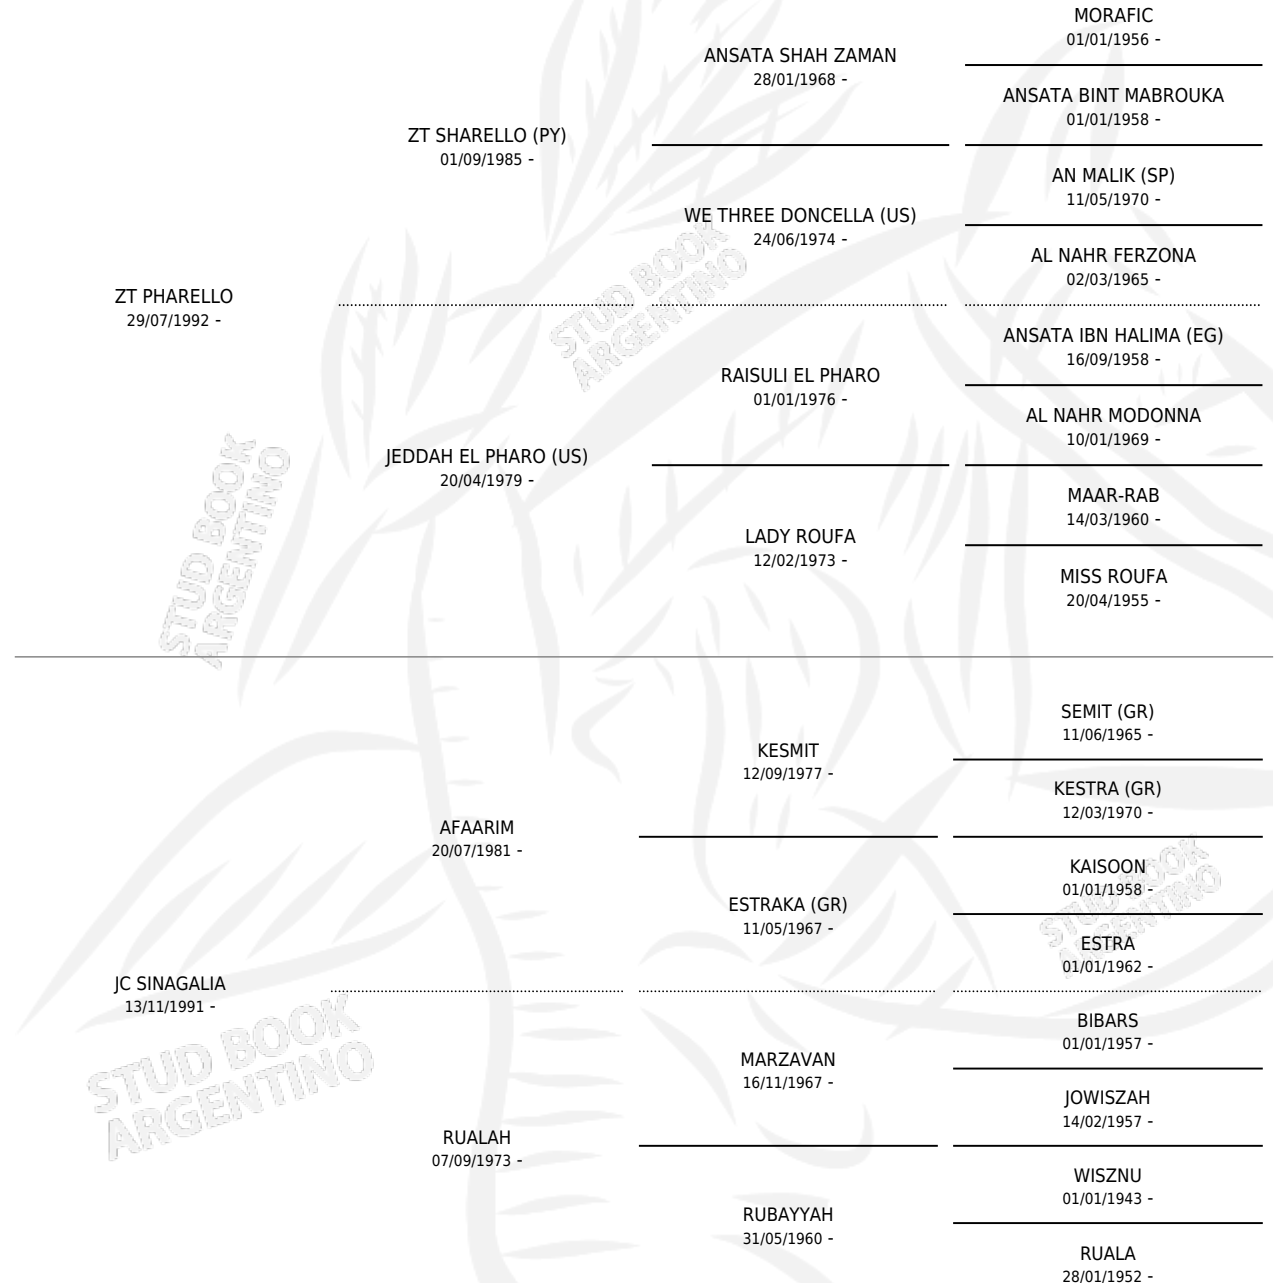 MORAFIC
01/01/1956 -
ANSATA SHAH ZAMAN
28/01/1968 -
ANSATA BINT MABROUKA
01/01/1958 -
ZT SHARELLO (PY)
01/09/1985 -
AN MALIK (SP)
11/05/1970 -
WE THREE DONCELLA (US)
24/06/1974 -
AL NAHR FERZONA
02/03/1965 -
ZT PHARELLO
29/07/1992 -
STUD BOOK
ARGENTINO
ANSATA IBN HALIMA (EG)
16/09/1958 -
RAISULI EL PHARO
01/01/1976 -
AL NAHR MODONNA
10/01/1969 -
JEDDAH EL PHARO (US)
20/04/1979 -
MAAR-RAB
14/03/1960 -
LADY ROUFA
12/02/1973 -
MISS ROUFA
20/04/1955 -
STUD BOOK
ARGENTINO
SEMIT (GR)
11/06/1965 -
KESMIT
12/09/1977 -
KESTRA (GR)
12/03/1970 -
AFAARIM
20/07/1981 -
KAISOON
01/01/1958 -
ESTRAKA (GR)
11/05/1967 -
ESTRA
01/01/1962 -
STUD BOOK
ARGENTINO
JC SINAGALIA
13/11/1991 -
BIBARS
01/01/1957 -
MARZAVAN
16/11/1967 -
JOWISZAH
14/02/1957 -
STUD BOOK
ARGENTINO
RUALAH
07/09/1973 -
WISZNU
01/01/1943 -
RUBAYYAH
31/05/1960 -
RUALA
28/01/1952 -